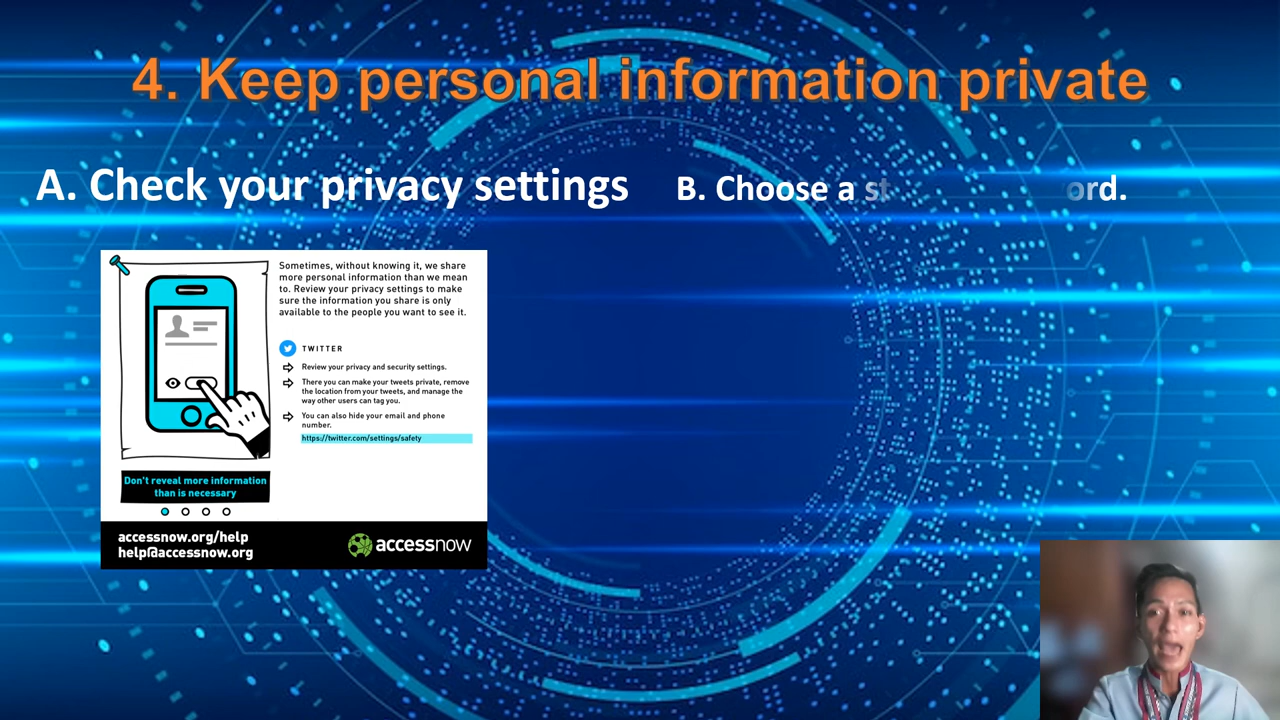 4. Keep personal information private
A. Check your privacy settings
B. Choose a st ord.
Sometimes, without knowing it, we share
more personal information than we mean
to. Review your privacy settings to make
sure the information you share is only
available to the people you want to see it.
TWITTER
Review your privacy and security settings.
There you can make your tweets private, remove
the location from your tweets, and manage the
way other users can tag you.
You can also hide your email and phone
number.
https://twitter.com/settings/safety
Don't reveal more information
than is necessary
accessnow.org/help
help@accessnow.org
accessnow